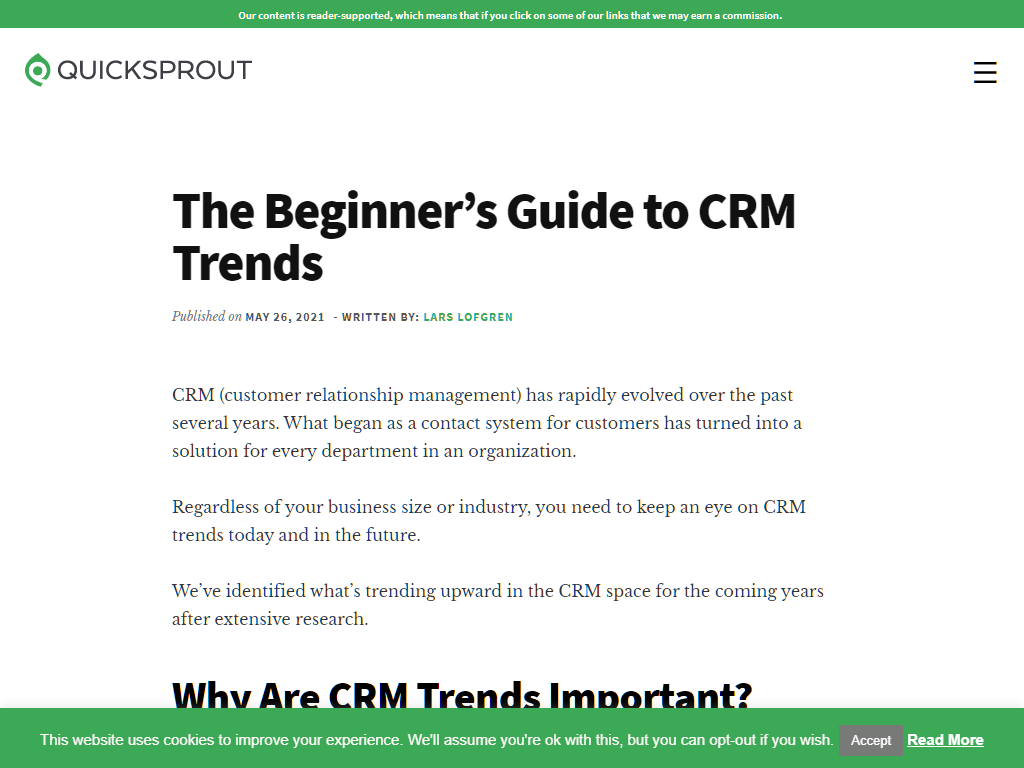 Our content is reader-supported, which means that if you click on some of our links that we may earn a commission.
QUICKSPROUT
The Beginner’s Guide to CRM
Trends
Published on MAY 26, 2021 - WRITTEN BY: LARS LOFGREN
CRM (customer relationship management) has rapidly evolved over the past
several years. What began as a contact system for customers has turned into a
solution for every department in an organization.
Regardless of your business size or industry, you need to keep an eye on CRM
trends today and in the future.
We’ve identified what’s trending upward in the CRM space for the coming years
after extensive research.
Why Are CRM Trends Important?
This website uses cookies to improve your experience. We'll assume you're ok with this, but you can opt-out if you wish. Accept Read More